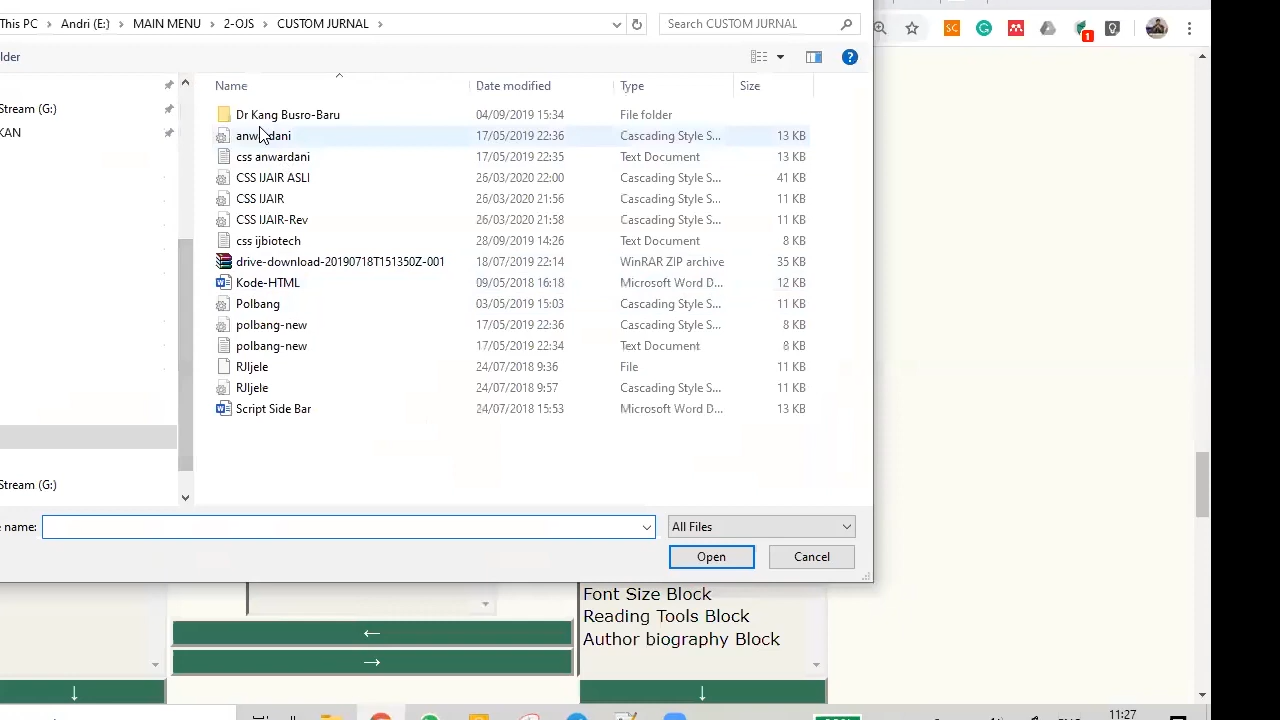 This PC > Andri (E:) > MAIN MENU > 2-OJS > CUSTOM JURNAL >
Search CUSTOM JURNAL
SC
1
lder
Name Date modified Type Size
Stream (G:)
KAN
Dr Kang Busro-Baru 04/09/2019 15:34 File folder
anwardani 17/05/2019 22:36 Cascading Style S... 13 KB
css anwardani 17/05/2019 22:35 Text Document 13 KB
CSS IJAIR ASLI 26/03/2020 22:00 Cascading Style S... 41 KB
CSS IJAIR 26/03/2020 21:56 Cascading Style S... 11 KB
CSS IJAIR-Rev 26/03/2020 21:58 Cascading Style S... 11 KB
css ijbiotech 28/09/2019 14:26 Text Document 8 KB
drive-download-20190718T151350Z-001 18/07/2019 22:14 WinRAR ZIP archive 35 KB
Kode-HTML 09/05/2018 16:18 Microsoft Word D... 12 KB
Polbang 03/05/2019 15:03 Cascading Style S... 11 KB
polbang-new 17/05/2019 22:36 Cascading Style S... 8 KB
polbang-new 17/05/2019 22:34 Text Document 8 KB
RJIjele 24/07/2018 9:36 File 11 KB
RJIjele 24/07/2018 9:57 Cascading Style S... 11 KB
Script Side Bar 24/07/2018 15:53 Microsoft Word D... 13 KB
Stream (G:)
e name:
All Files
Open
Cancel
Font Size Block
Reading Tools Block
Author biography Block
←
→
↓
↓
11:27